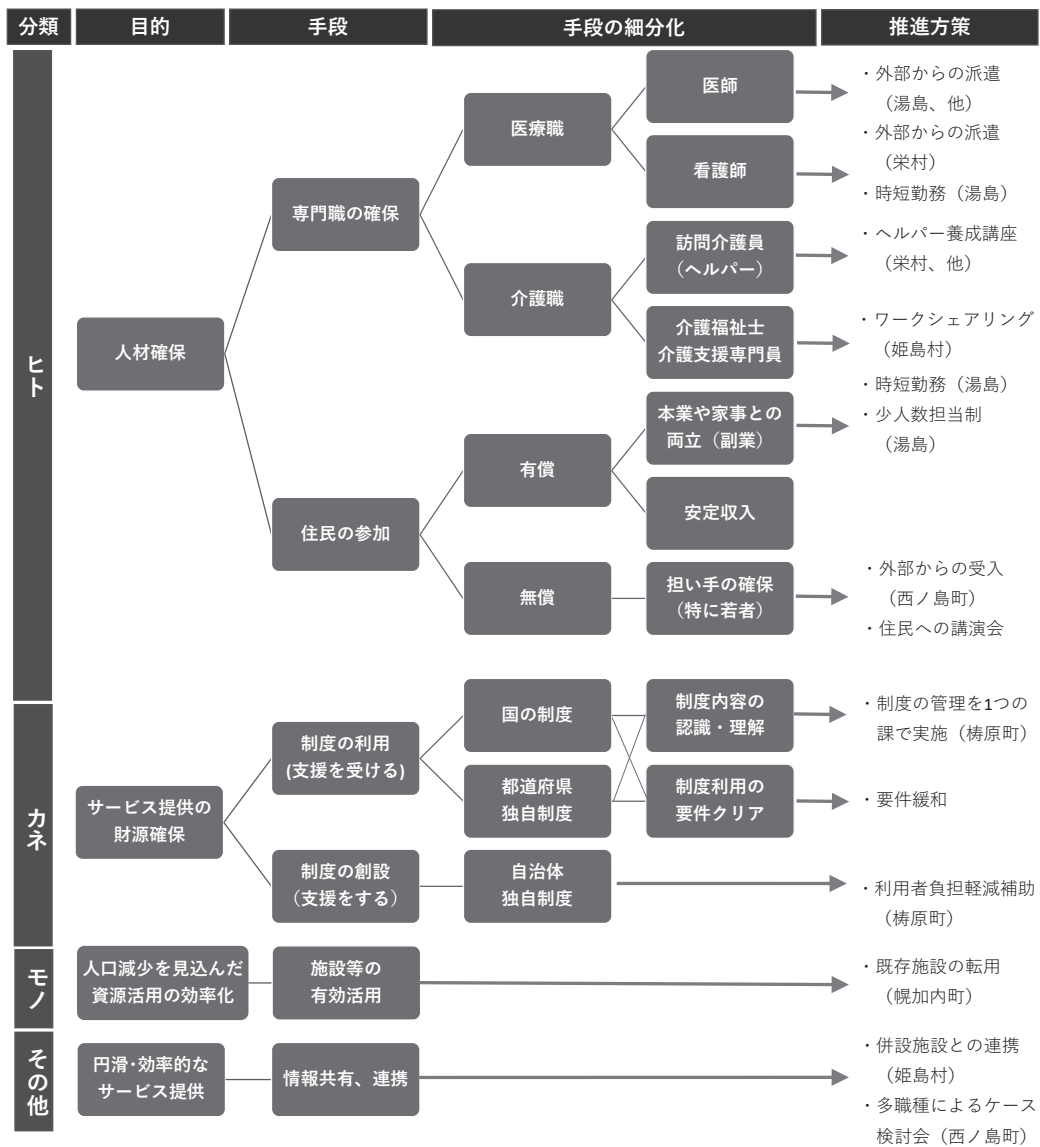 分類
目的
手段
手段の細分化
推進方策
ヒト
人材確保
専門職の確保
医療職
医師
・外部からの派遣
（湯島、他）
看護師
・外部からの派遣
（栄村）
・時短勤務（湯島）
介護職
訪問介護員
（ヘルパー）
・ヘルパー養成講座
（栄村、他）
介護福祉士
介護支援専門員
・ワークシェアリング
（姫島村）
住民の参加
有償
本業や家事との
両立（副業）
・時短勤務（湯島）
・少人数担当制
（湯島）
安定収入
無償
担い手の確保
（特に若者）
・外部からの受入
（西ノ島町）
・住民への講演会
カネ
サービス提供の
財源確保
制度の利用
(支援を受ける)
国の制度
都道府県
独自制度
制度内容の
認識・理解
・制度の管理を1つの
課で実施（梼原町）
制度利用の
要件クリア
・要件緩和
制度の創設
（支援をする）
自治体
独自制度
・利用者負担軽減補助
（梼原町）
モノ
人口減少を見込んだ
資源活用の効率化
施設等の
有効活用
・既存施設の転用
（幌加内町）
その他
円滑･効率的な
サービス提供
情報共有、連携
・併設施設との連携
（姫島村）
・多職種によるケース
検討会（西ノ島町）